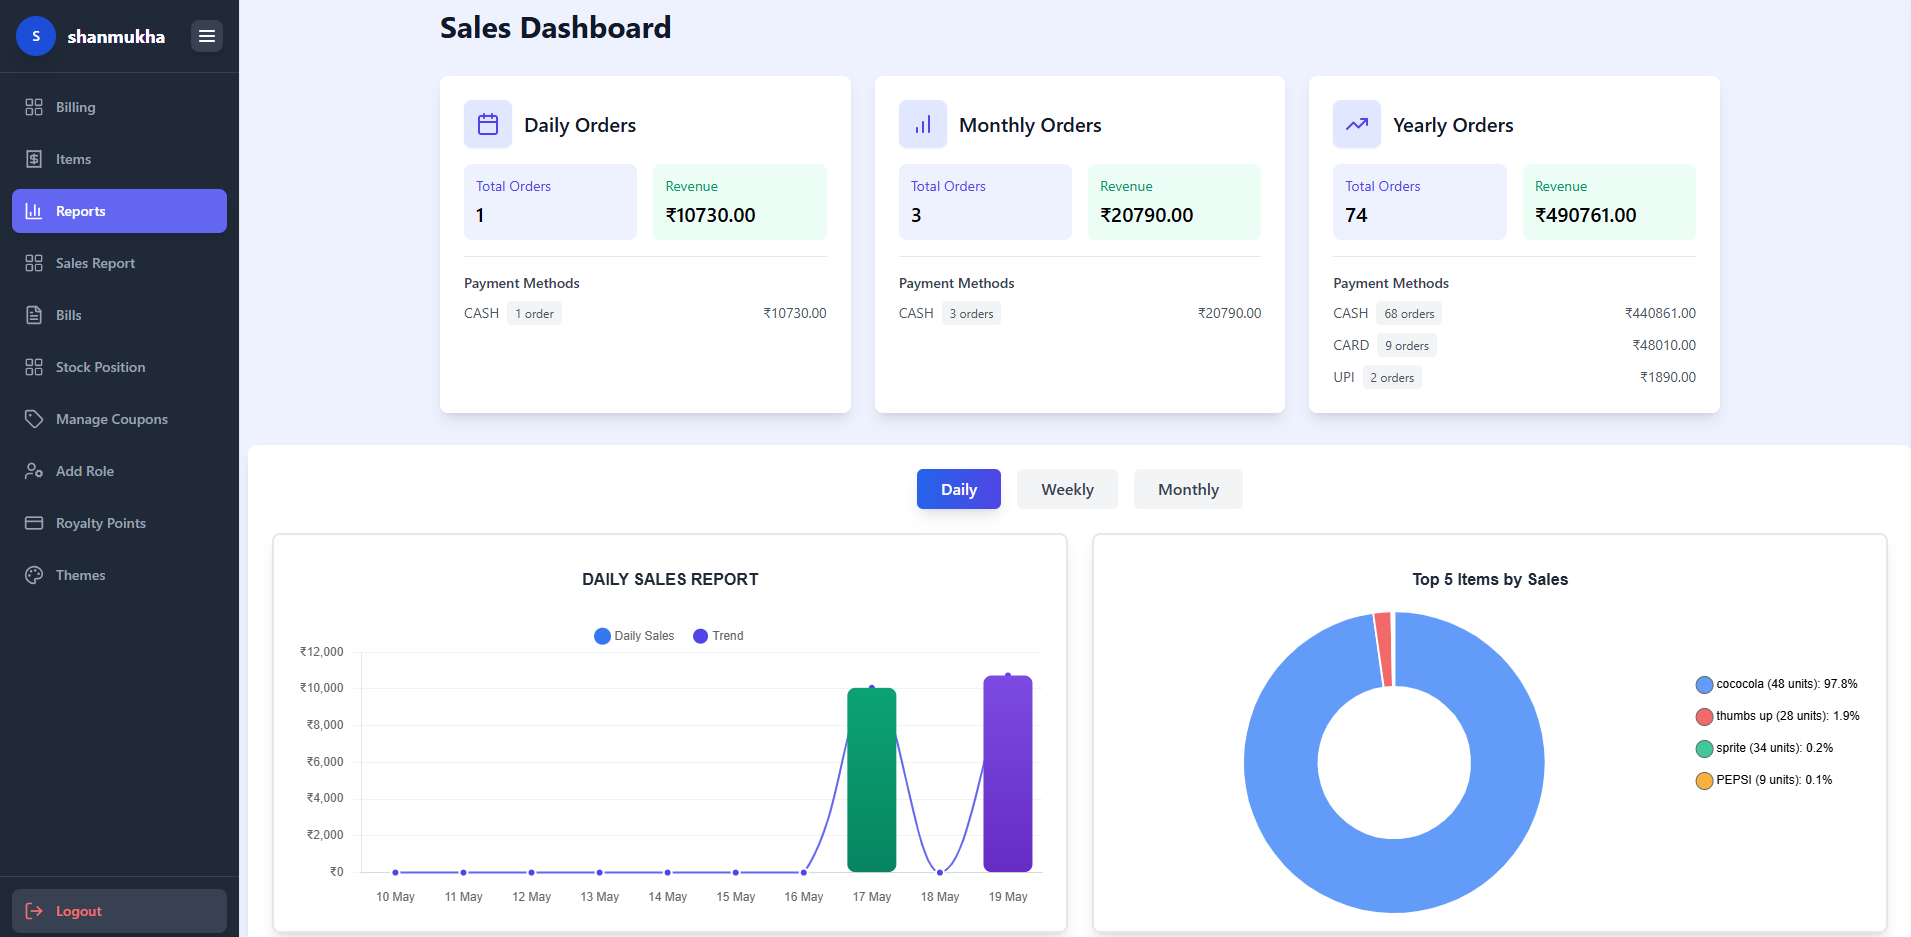 S shanmukha
Billing
Items
Reports
Sales Report
Bills
Stock Position
Manage Coupons
Add Role
Royalty Points
Themes
Logout
Sales Dashboard
Daily Orders
Total Orders
1
Revenue
₹10730.00
Payment Methods
CASH 1 order ₹10730.00
Monthly Orders
Total Orders
3
Revenue
₹20790.00
Payment Methods
CASH 3 orders ₹20790.00
Yearly Orders
Total Orders
74
Revenue
₹490761.00
Payment Methods
CASH 68 orders ₹440861.00
CARD 9 orders ₹48010.00
UPI 2 orders ₹1890.00
Daily Weekly Monthly
DAILY SALES REPORT
Daily Sales Trend
₹12,000
₹10,000
₹8,000
₹6,000
₹4,000
₹2,000
₹0
10 May 11 May 12 May 13 May 14 May 15 May 16 May 17 May 18 May 19 May
Top 5 Items by Sales
cococola (48 units): 97.8%
thumbs up (28 units): 1.9%
sprite (34 units): 0.2%
PEPSI (9 units): 0.1%